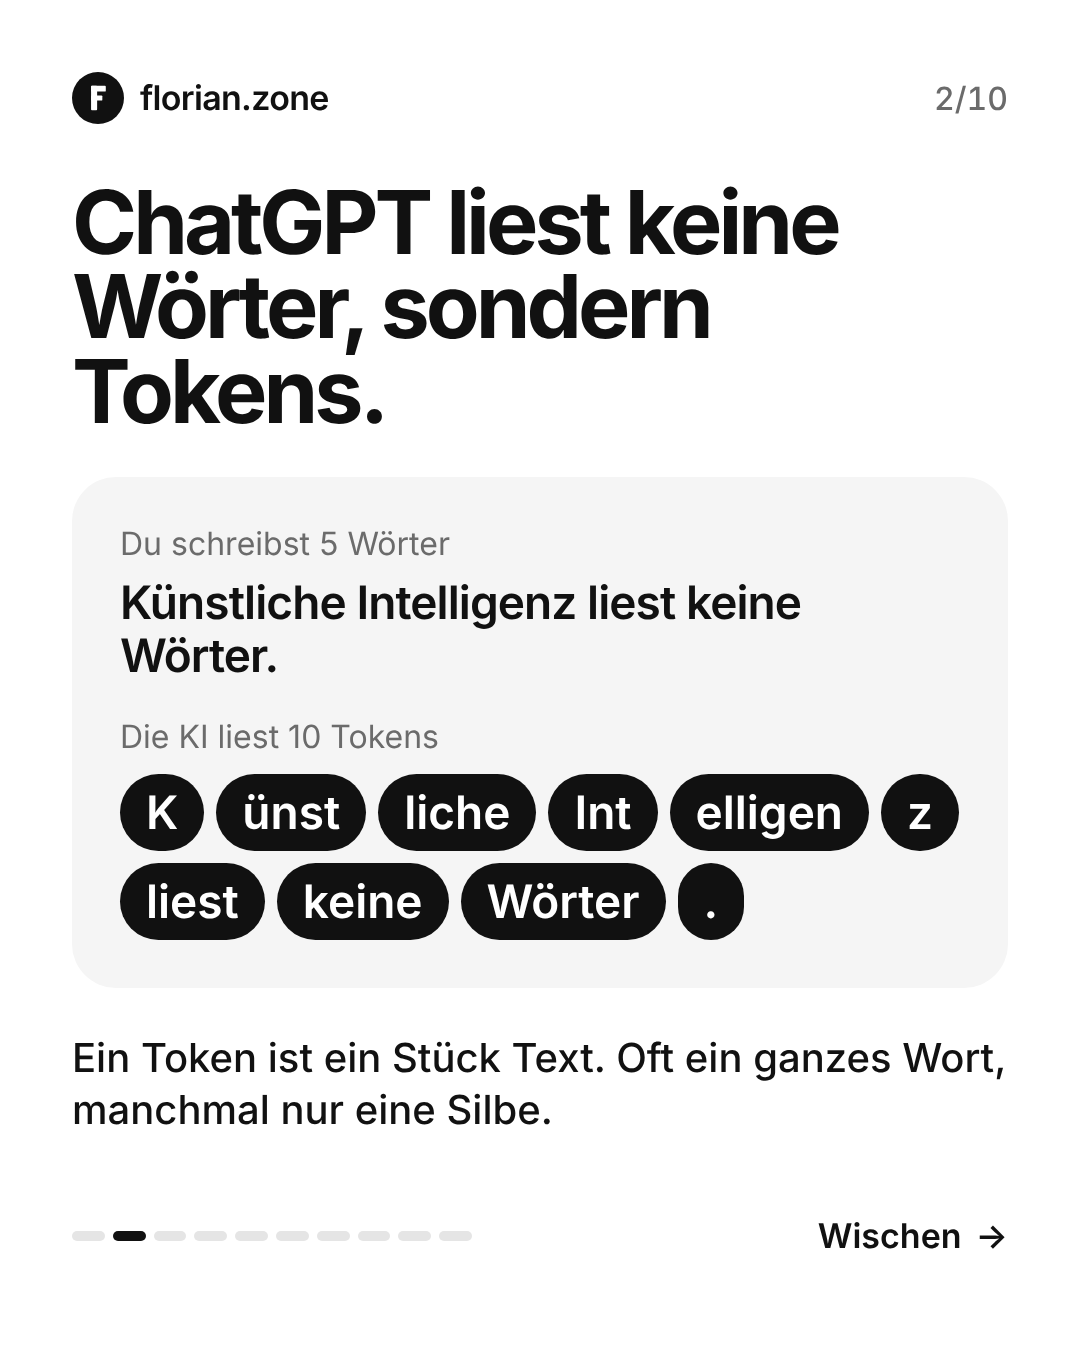 F florian.zone
2/10
ChatGPT liest keine
Wörter, sondern
Tokens.
Du schreibst 5 Wörter
Künstliche Intelligenz liest keine
Wörter.
Die KI liest 10 Tokens
K ünst liche Int elligen z
liest keine Wörter .
Ein Token ist ein Stück Text. Oft ein ganzes Wort,
manchmal nur eine Silbe.
Wischen →